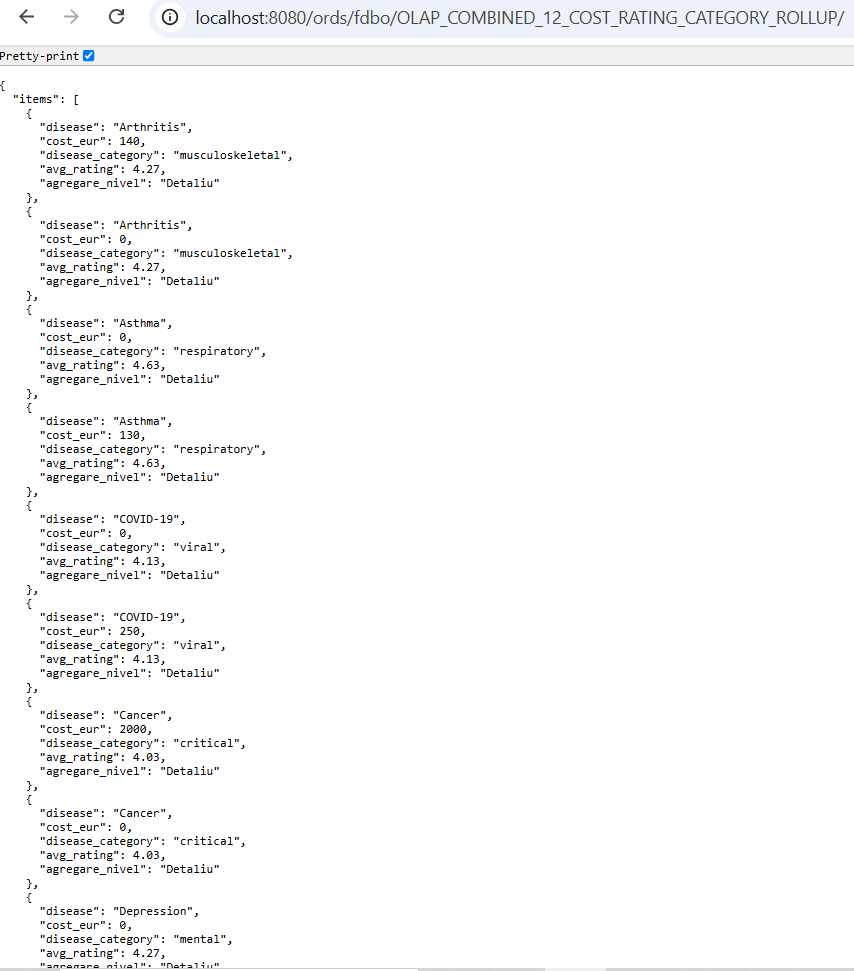 localhost:8080/ords/fdbo/OLAP_COMBINED_12_COST_RATING_CATEGORY_ROLLUP/
Pretty-print
{
  "items": [
    {
      "disease": "Arthritis",
      "cost_eur": 140,
      "disease_category": "musculoskeletal",
      "avg_rating": 4.27,
      "agregare_nivel": "Detaliu"
    },
    {
      "disease": "Arthritis",
      "cost_eur": 0,
      "disease_category": "musculoskeletal",
      "avg_rating": 4.27,
      "agregare_nivel": "Detaliu"
    },
    {
      "disease": "Asthma",
      "cost_eur": 0,
      "disease_category": "respiratory",
      "avg_rating": 4.63,
      "agregare_nivel": "Detaliu"
    },
    {
      "disease": "Asthma",
      "cost_eur": 130,
      "disease_category": "respiratory",
      "avg_rating": 4.63,
      "agregare_nivel": "Detaliu"
    },
    {
      "disease": "COVID-19",
      "cost_eur": 0,
      "disease_category": "viral",
      "avg_rating": 4.13,
      "agregare_nivel": "Detaliu"
    },
    {
      "disease": "COVID-19",
      "cost_eur": 250,
      "disease_category": "viral",
      "avg_rating": 4.13,
      "agregare_nivel": "Detaliu"
    },
    {
      "disease": "Cancer",
      "cost_eur": 2000,
      "disease_category": "critical",
      "avg_rating": 4.03,
      "agregare_nivel": "Detaliu"
    },
    {
      "disease": "Cancer",
      "cost_eur": 0,
      "disease_category": "critical",
      "avg_rating": 4.03,
      "agregare_nivel": "Detaliu"
    },
    {
      "disease": "Depression",
      "cost_eur": 0,
      "disease_category": "mental",
      "avg_rating": 4.27,
      "agregare_nivel": "Detaliu"